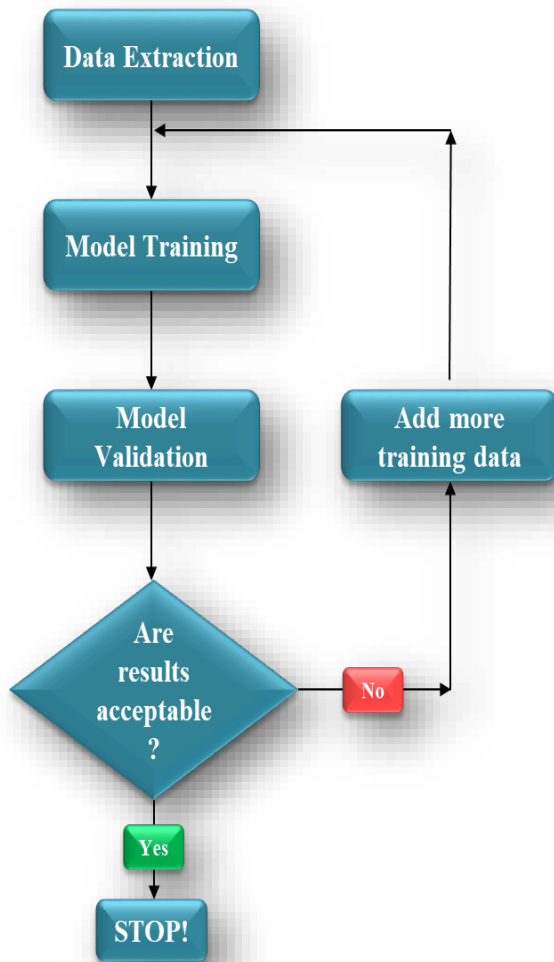 Data Extraction
Model Training
Model
Validation
Add more
training data
Are
results
acceptable
?
No
Yes
STOP!